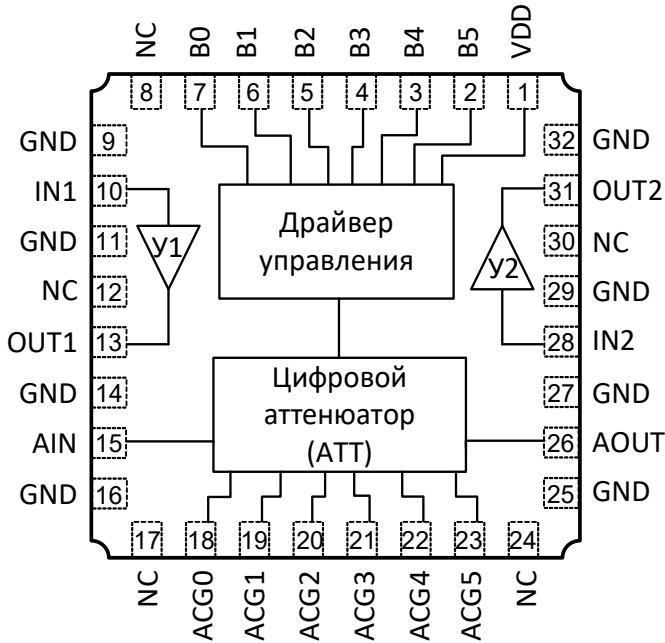 NC B0 B1 B2 B3 B4 B5 VDD
8 7 6 5 4 3 2 1
GND 9 32 GND
IN1 10 31 OUT2
GND 11 30 NC
У1 Драйвер управления У2
NC 12 29 GND
OUT1 13 28 IN2
GND 14 27 GND
Цифровой
аттенюатор
(АТТ)
AIN 15 26 AOUT
GND 16 25 GND
17 18 19 20 21 22 23 24
NC ACG0 ACG1 ACG2 ACG3 ACG4 ACG5 NC